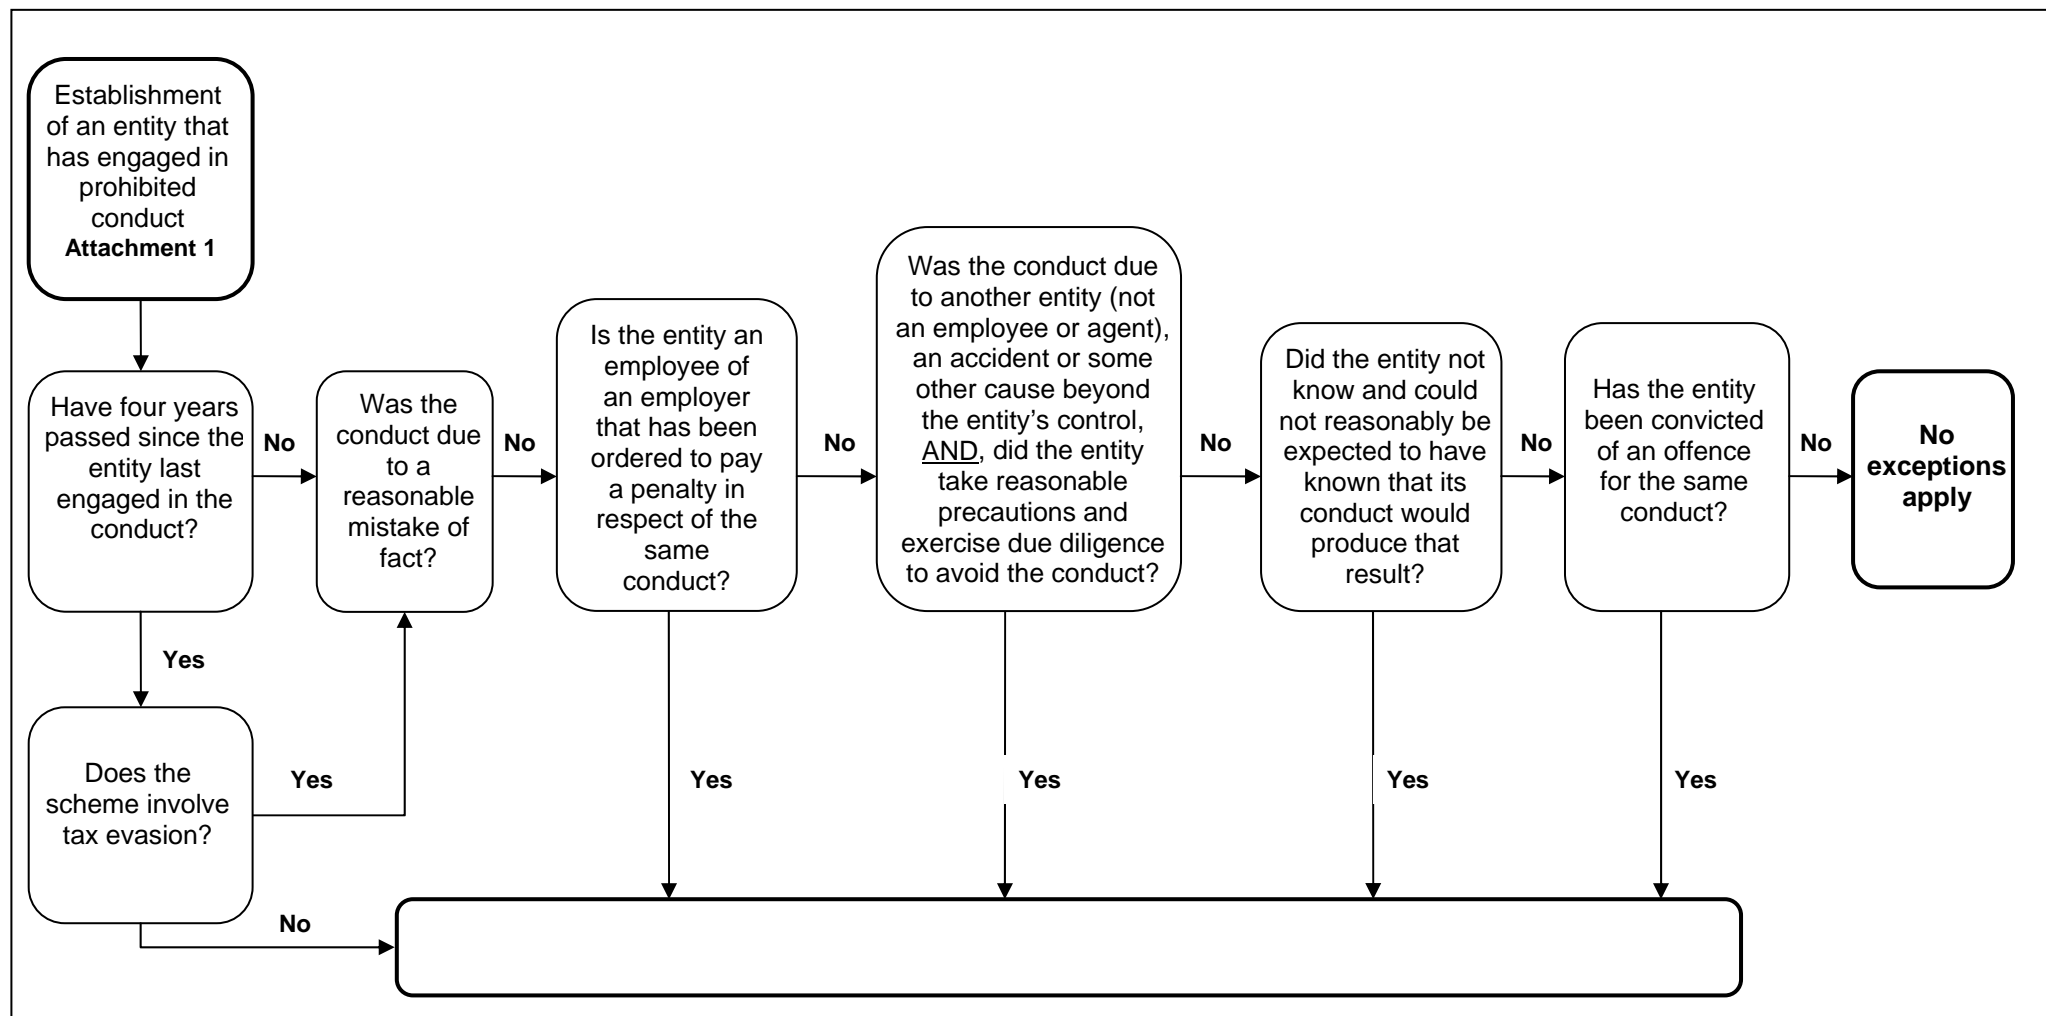 Establishment
of an entity that
has engaged in
prohibited
conduct
Attachment 1
Have four years
passed since the
entity last
engaged in the
conduct?
No
Was the
conduct due
to a
reasonable
mistake of
fact?
No
Is the entity an
employee of
an employer
that has been
ordered to pay
a penalty in
respect of the
same
conduct?
No
Was the conduct due
to another entity (not
an employee or agent),
an accident or some
other cause beyond
the entity’s control,
AND, did the entity
take reasonable
precautions and
exercise due diligence
to avoid the conduct?
No
Did the entity not
know and could
not reasonably be
expected to have
known that its
conduct would
produce that
result?
No
Has the entity
been convicted
of an offence
for the same
conduct?
No
No
exceptions
apply
Yes
Does the
scheme involve
tax evasion?
Yes
Yes
Yes
Yes
Yes
No